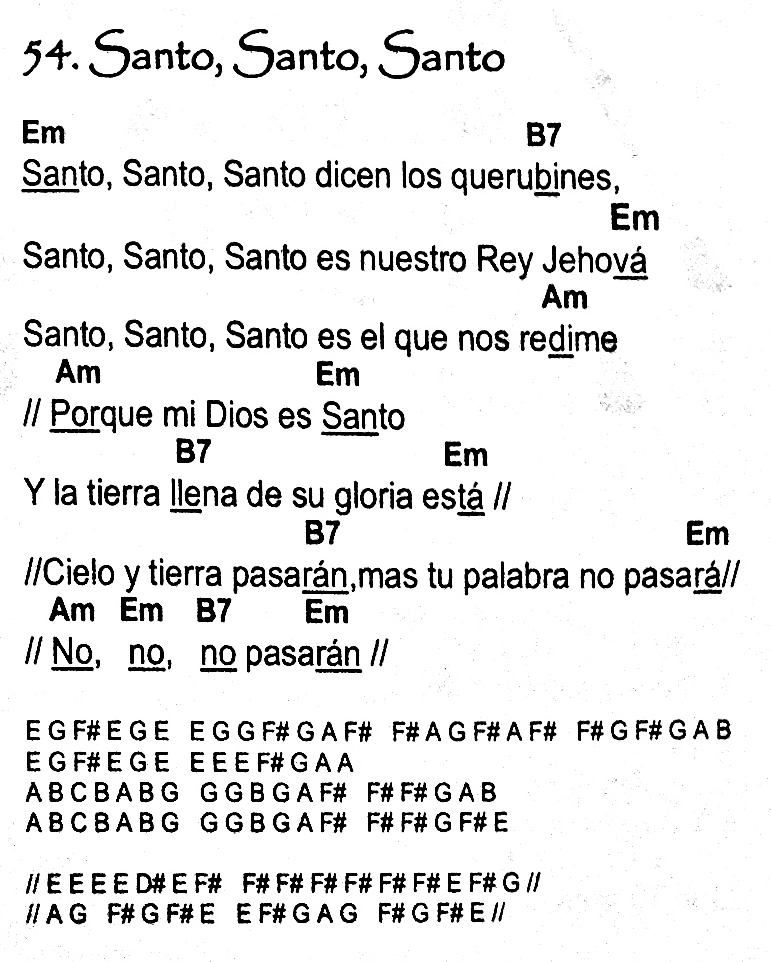 54. Santo, Santo, Santo
Em B7
Santo, Santo, Santo dicen los querubines,
Em
Santo, Santo, Santo es nuestro Rey Jehová
Am
Santo, Santo, Santo es el que nos redime
Am Em
// Porque mi Dios es Santo
B7 Em
Y la tierra llena de su gloria está //
B7 Em
//Cielo y tierra pasarán,mas tu palabra no pasará//
Am Em B7 Em
// No, no, no pasarán //
E G F# E G E E G G F# G A F# F# A G F# A F# F# G F# G A B
E G F# E G E E E E F# G A A
A B C B A B G G G B G A F# F# F# G A B
A B C B A B G G G B G A F# F# F# G F# E
// E E E E D# E F# F# F# F# F# F# F# E F# G //
// A G F# G F# E E F# G A G F# G F# E //